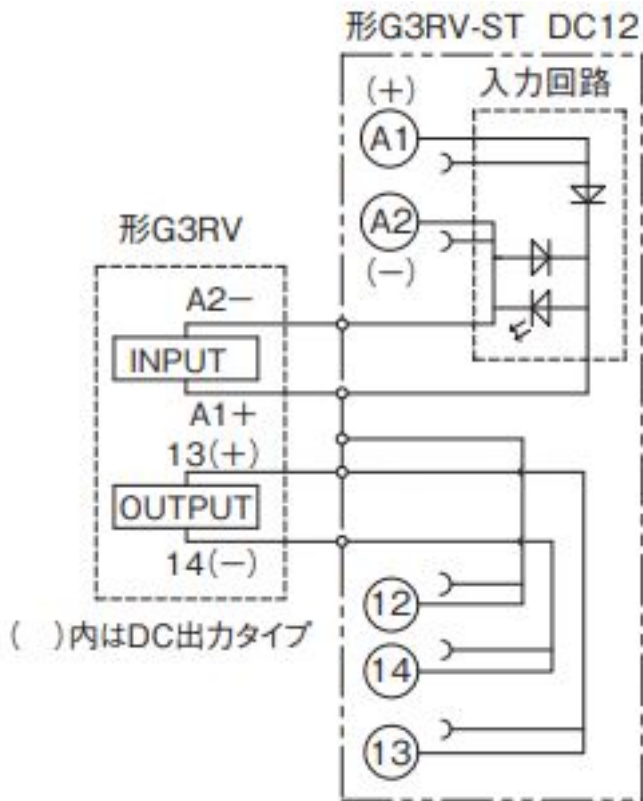 形G3RV-ST DC12
入力回路
(+)
A1
A2
(−)
形G3RV
A2−
INPUT
A1+
13(+)
OUTPUT
14(−)
( )内はDC出力タイプ
12
14
13